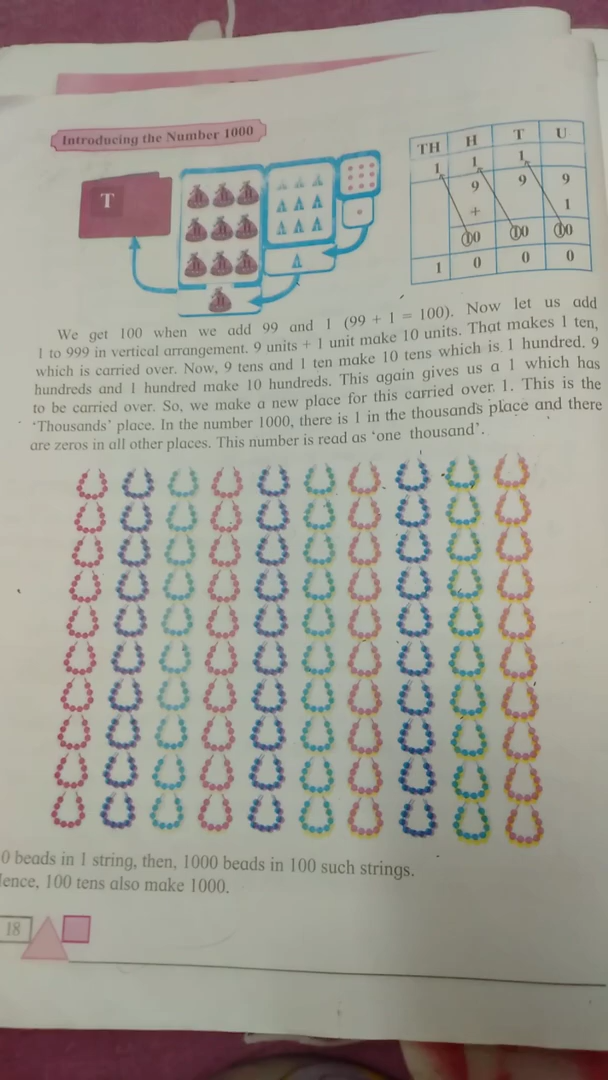 Introducing the Number 1000
T
TH H T U
1 1 1
9 9 9
+ 1
10 10 10
1 0 0 0
We get 100 when we add 99 and 1 (99 + 1 = 100). Now let us add
1 to 999 in vertical arrangement. 9 units + 1 unit make 10 units. That makes 1 ten,
which is carried over. Now, 9 tens and 1 ten make 10 tens which is 1 hundred. 9
hundreds and 1 hundred make 10 hundreds. This again gives us a 1 which has
to be carried over. So, we make a new place for this carried over 1. This is the
‘Thousands’ place. In the number 1000, there is 1 in the thousands place and there
are zeros in all other places. This number is read as ‘one thousand’.
0 beads in 1 string, then, 1000 beads in 100 such strings.
ence, 100 tens also make 1000.
18